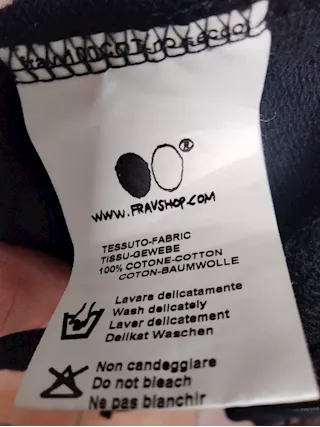 ®
WWW.FRAVSHOP.COM
TESSUTO-FABRIC
TISSU-GEWEBE
100% COTONE-COTTON
COTON-BAUMWOLLE
Lavare delicatamente
Wash delicately
Laver delicatement
Delikat Waschen
Non candeggiare
Do not bleach
Ne pas blanchir